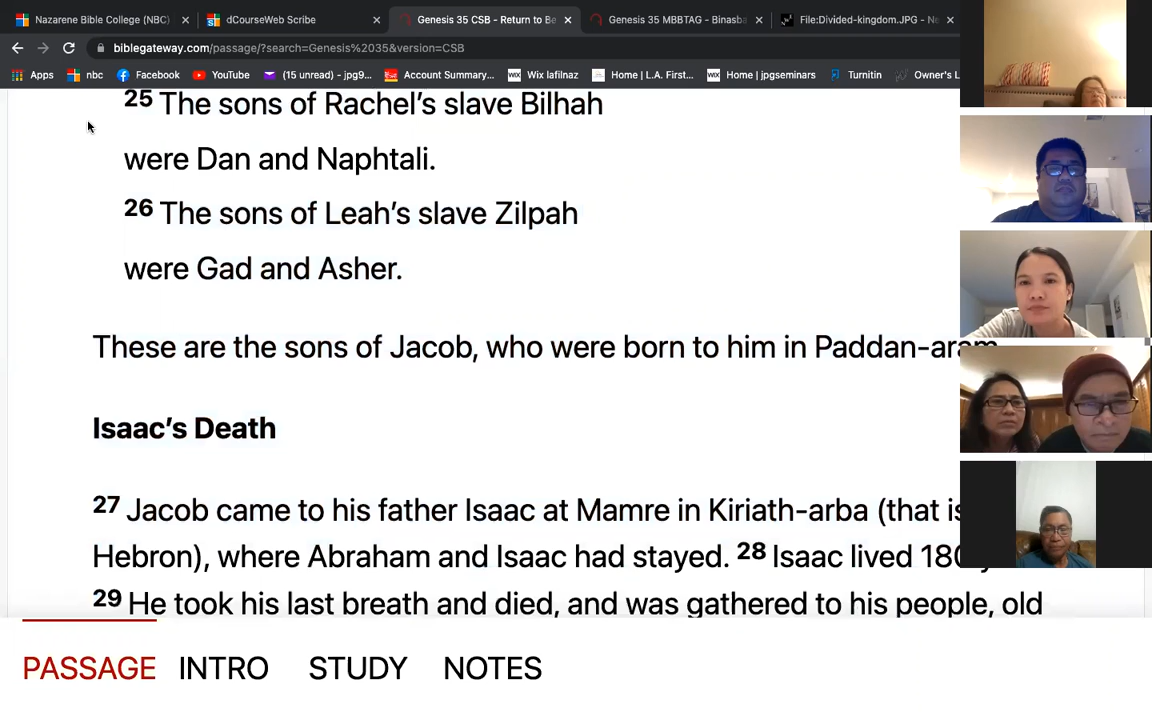 Nazarene Bible College (NBC)
dCourseWeb Scribe
Genesis 35 CSB - Return to Be
Genesis 35 MBBTAG - Binasba
File:Divided-kingdom.JPG - Ne
biblegateway.com/passage/?search=Genesis%2035&version=CSB
Apps
nbc
Facebook
YouTube
(15 unread) - jpg9...
Account Summary...
Wix lafilnaz
Home | L.A. First...
Home | jpgseminars
Turnitin
Owner's L
25 The sons of Rachel's slave Bilhah
were Dan and Naphtali.
26 The sons of Leah's slave Zilpah
were Gad and Asher.
These are the sons of Jacob, who were born to him in Paddan-aram
Isaac's Death
27 Jacob came to his father Isaac at Mamre in Kiriath-arba (that is
Hebron), where Abraham and Isaac had stayed. 28 Isaac lived 180
29 He took his last breath and died, and was gathered to his people, old
PASSAGE INTRO STUDY NOTES